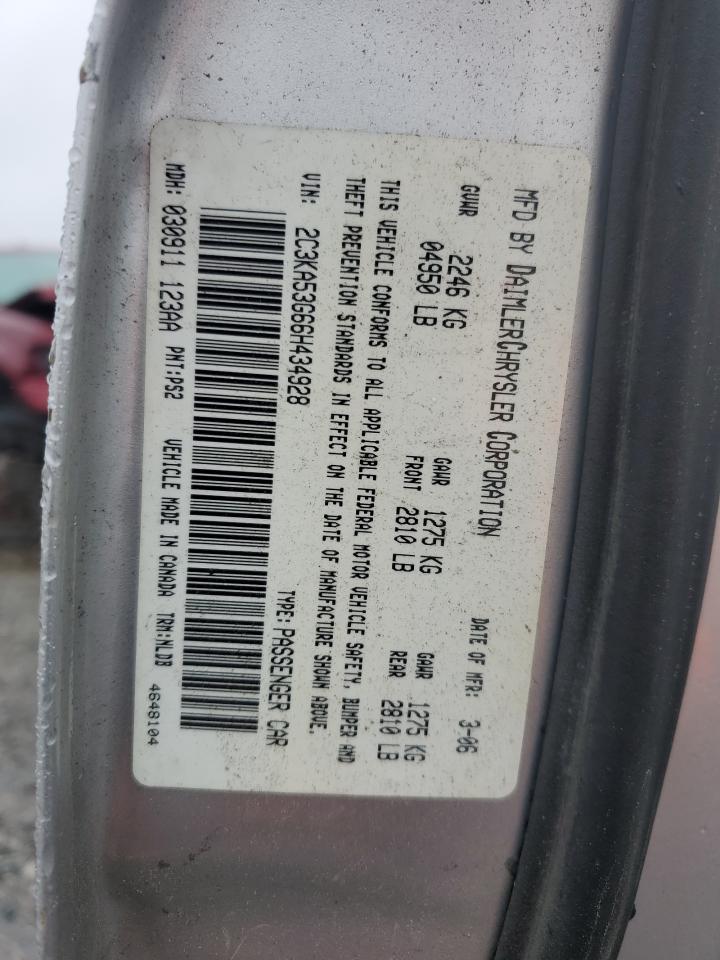 MFD BY DAIMLERCHRYSLER CORPORATION DATE OF MFR: 3-06
GVWR 2246 KG GAWR 1275 KG GAWR 1275 KG
04950 LB FRONT 2810 LB REAR 2810 LB
THIS VEHICLE CONFORMS TO ALL APPLICABLE FEDERAL MOTOR VEHICLE SAFETY, BUMPER AND
THEFT PREVENTION STANDARDS IN EFFECT ON THE DATE OF MANUFACTURE SHOWN ABOVE.
VIN: 2C3KA53G66H434928 TYPE: PASSENGER CAR
MDH: 030911 123AA PNT:PS2 VEHICLE MADE IN CANADA TRM:NLDB
4648104